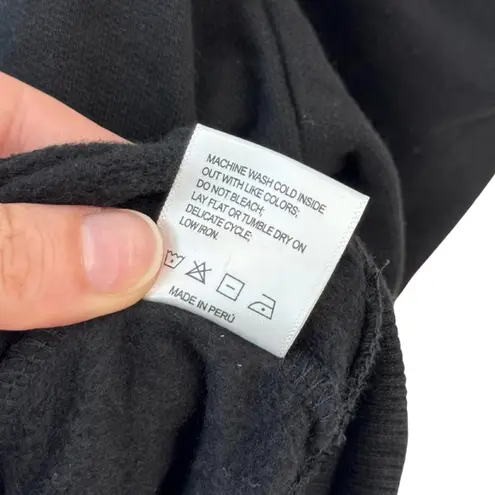 MACHINE WASH COLD INSIDE
OUT WITH LIKE COLORS;
DO NOT BLEACH;
LAY FLAT OR TUMBLE DRY ON
DELICATE CYCLE;
LOW IRON.
MADE IN PERÚ